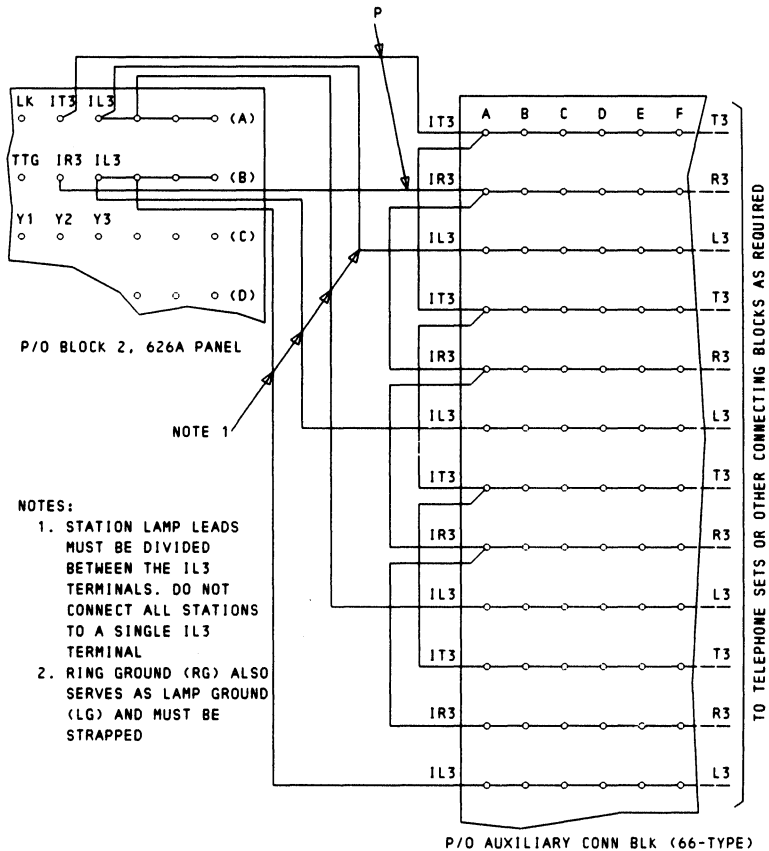 P
LK IT3 IL3
(A)
TTG IR3 IL3
(B)
Y1 Y2 Y3
(C)
(D)
P/O BLOCK 2, 626A PANEL
NOTE 1
NOTES:
1. STATION LAMP LEADS
MUST BE DIVIDED
BETWEEN THE IL3
TERMINALS. DO NOT
CONNECT ALL STATIONS
TO A SINGLE IL3
TERMINAL
2. RING GROUND (RG) ALSO
SERVES AS LAMP GROUND
(LG) AND MUST BE
STRAPPED
A B C D E F
IT3 T3
IR3 R3
IL3 L3
IT3 T3
IR3 R3
IL3 L3
IT3 T3
IR3 R3
IL3 L3
IT3 T3
IR3 R3
IL3 L3
TO TELEPHONE SETS OR OTHER CONNECTING BLOCKS AS REQUIRED
P/O AUXILIARY CONN BLK (66-TYPE)